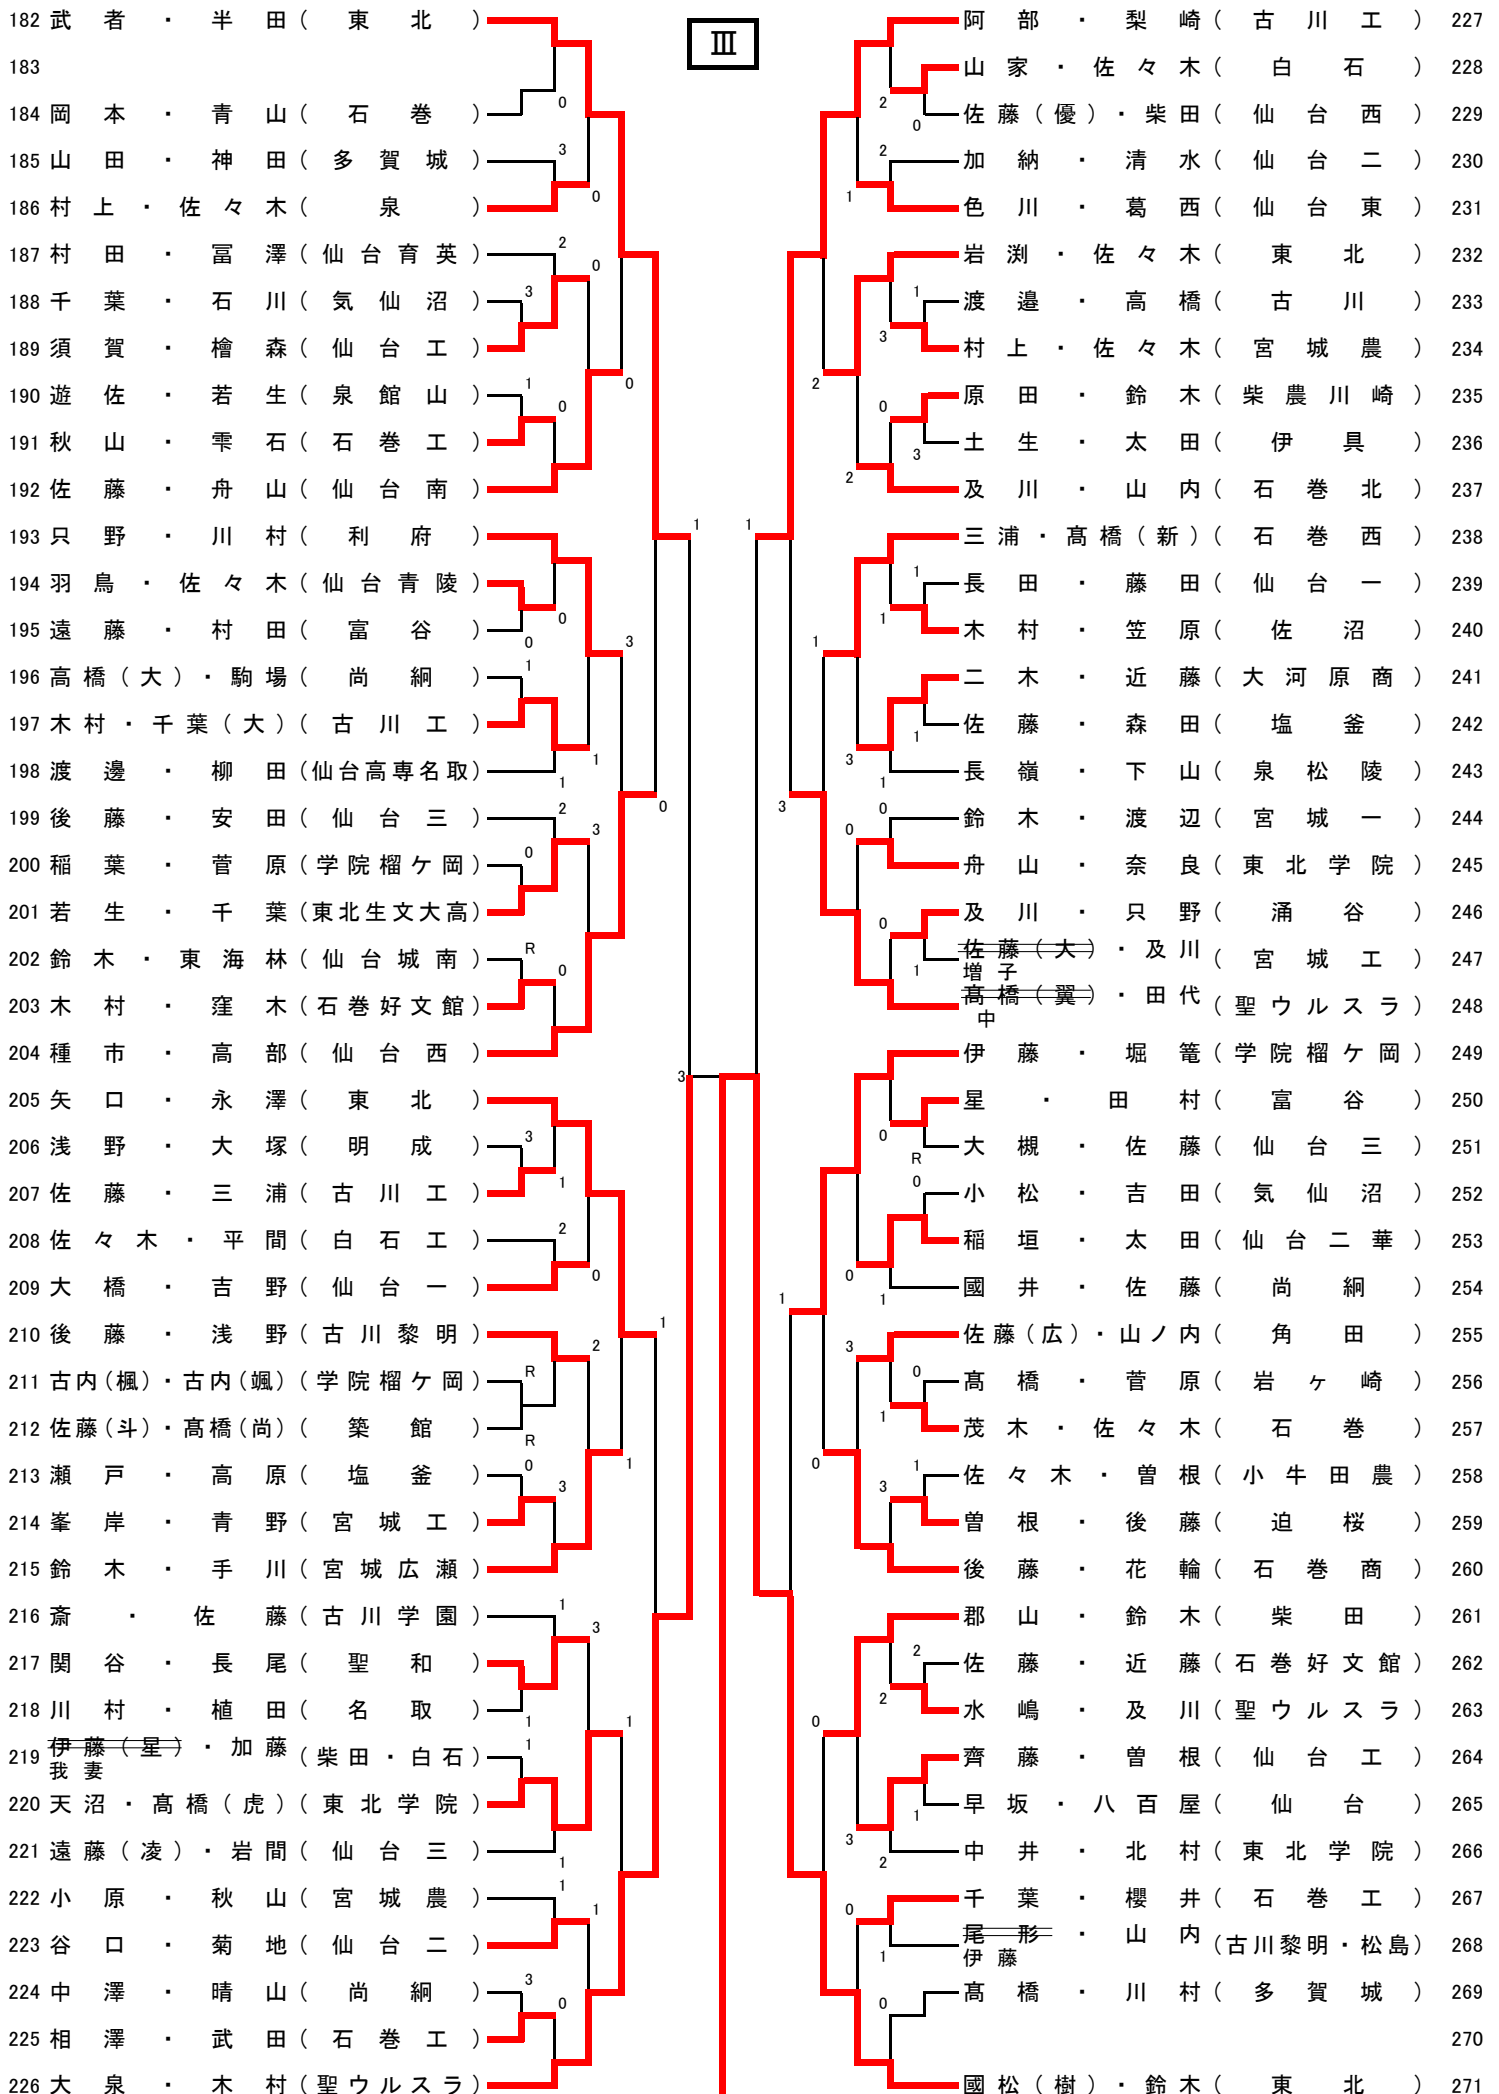 Ⅲ
182 武者・半田(東北)
183
184 岡本・青山(石巻)
185 山田・神田(多賀城)
186 村上・佐々木(泉)
187 村田・冨澤(仙台育英)
188 千葉・石川(気仙沼)
189 須賀・檜森(仙台工)
190 遊佐・若生(泉館山)
191 秋山・雫石(石巻工)
192 佐藤・舟山(仙台南)
193 只野・川村(利府)
194 羽鳥・佐々木(仙台青陵)
195 遠藤・村田(富谷)
196 高橋(大)・駒場(尚絅)
197 木村・千葉(大)(古川工)
198 渡邊・柳田(仙台高専名取)
199 後藤・安田(仙台三)
200 稲葉・菅原(学院榴ケ岡)
201 若生・千葉(東北生文大高)
202 鈴木・東海林(仙台城南)
203 木村・窪木(石巻好文館)
204 種市・高部(仙台西)
205 矢口・永澤(東北)
206 浅野・大塚(明成)
207 佐藤・三浦(古川工)
208 佐々木・平間(白石工)
209 大橋・吉野(仙台一)
210 後藤・浅野(古川黎明)
211 古内(楓)・古内(颯)(学院榴ケ岡)
212 佐藤(斗)・髙橋(尚)(築館)
213 瀬戸・高原(塩釜)
214 峯岸・青野(宮城工)
215 鈴木・手川(宮城広瀬)
216 斎・佐藤(古川学園)
217 関谷・長尾(聖和)
218 川村・植田(名取)
219 伊藤(星)・加藤(柴田・白石)
我妻
220 天沼・髙橋(虎)(東北学院)
221 遠藤(凌)・岩間(仙台三)
222 小原・秋山(宮城農)
223 谷口・菊地(仙台二)
224 中澤・晴山(尚絅)
225 相澤・武田(石巻工)
226 大泉・木村(聖ウルスラ)
阿部・梨崎(古川工) 227
山家・佐々木(白石) 228
佐藤(優)・柴田(仙台西) 229
加納・清水(仙台二) 230
色川・葛西(仙台東) 231
岩渕・佐々木(東北) 232
渡邉・高橋(古川) 233
村上・佐々木(宮城農) 234
原田・鈴木(柴農川崎) 235
土生・太田(伊具) 236
及川・山内(石巻北) 237
三浦・髙橋(新)(石巻西) 238
長田・藤田(仙台一) 239
木村・笠原(佐沼) 240
二木・近藤(大河原商) 241
佐藤・森田(塩釜) 242
長嶺・下山(泉松陵) 243
鈴木・渡辺(宮城一) 244
舟山・奈良(東北学院) 245
及川・只野(涌谷) 246
佐藤(大)・及川(宮城工) 247
増子
髙橋(翼)・田代(聖ウルスラ) 248
中
伊藤・堀篭(学院榴ケ岡) 249
星・田村(富谷) 250
大槻・佐藤(仙台三) 251
小松・吉田(気仙沼) 252
稲垣・太田(仙台二華) 253
國井・佐藤(尚絅) 254
佐藤(広)・山ノ内(角田) 255
髙橋・菅原(岩ヶ崎) 256
茂木・佐々木(石巻) 257
佐々木・曽根(小牛田農) 258
曽根・後藤(迫桜) 259
後藤・花輪(石巻商) 260
郡山・鈴木(柴田) 261
佐藤・近藤(石巻好文館) 262
水嶋・及川(聖ウルスラ) 263
齊藤・曽根(仙台工) 264
早坂・八百屋(仙台) 265
中井・北村(東北学院) 266
千葉・櫻井(石巻工) 267
尾形・山内(古川黎明・松島) 268
伊藤
髙橋・川村(多賀城) 269
270
國松(樹)・鈴木(東北) 271